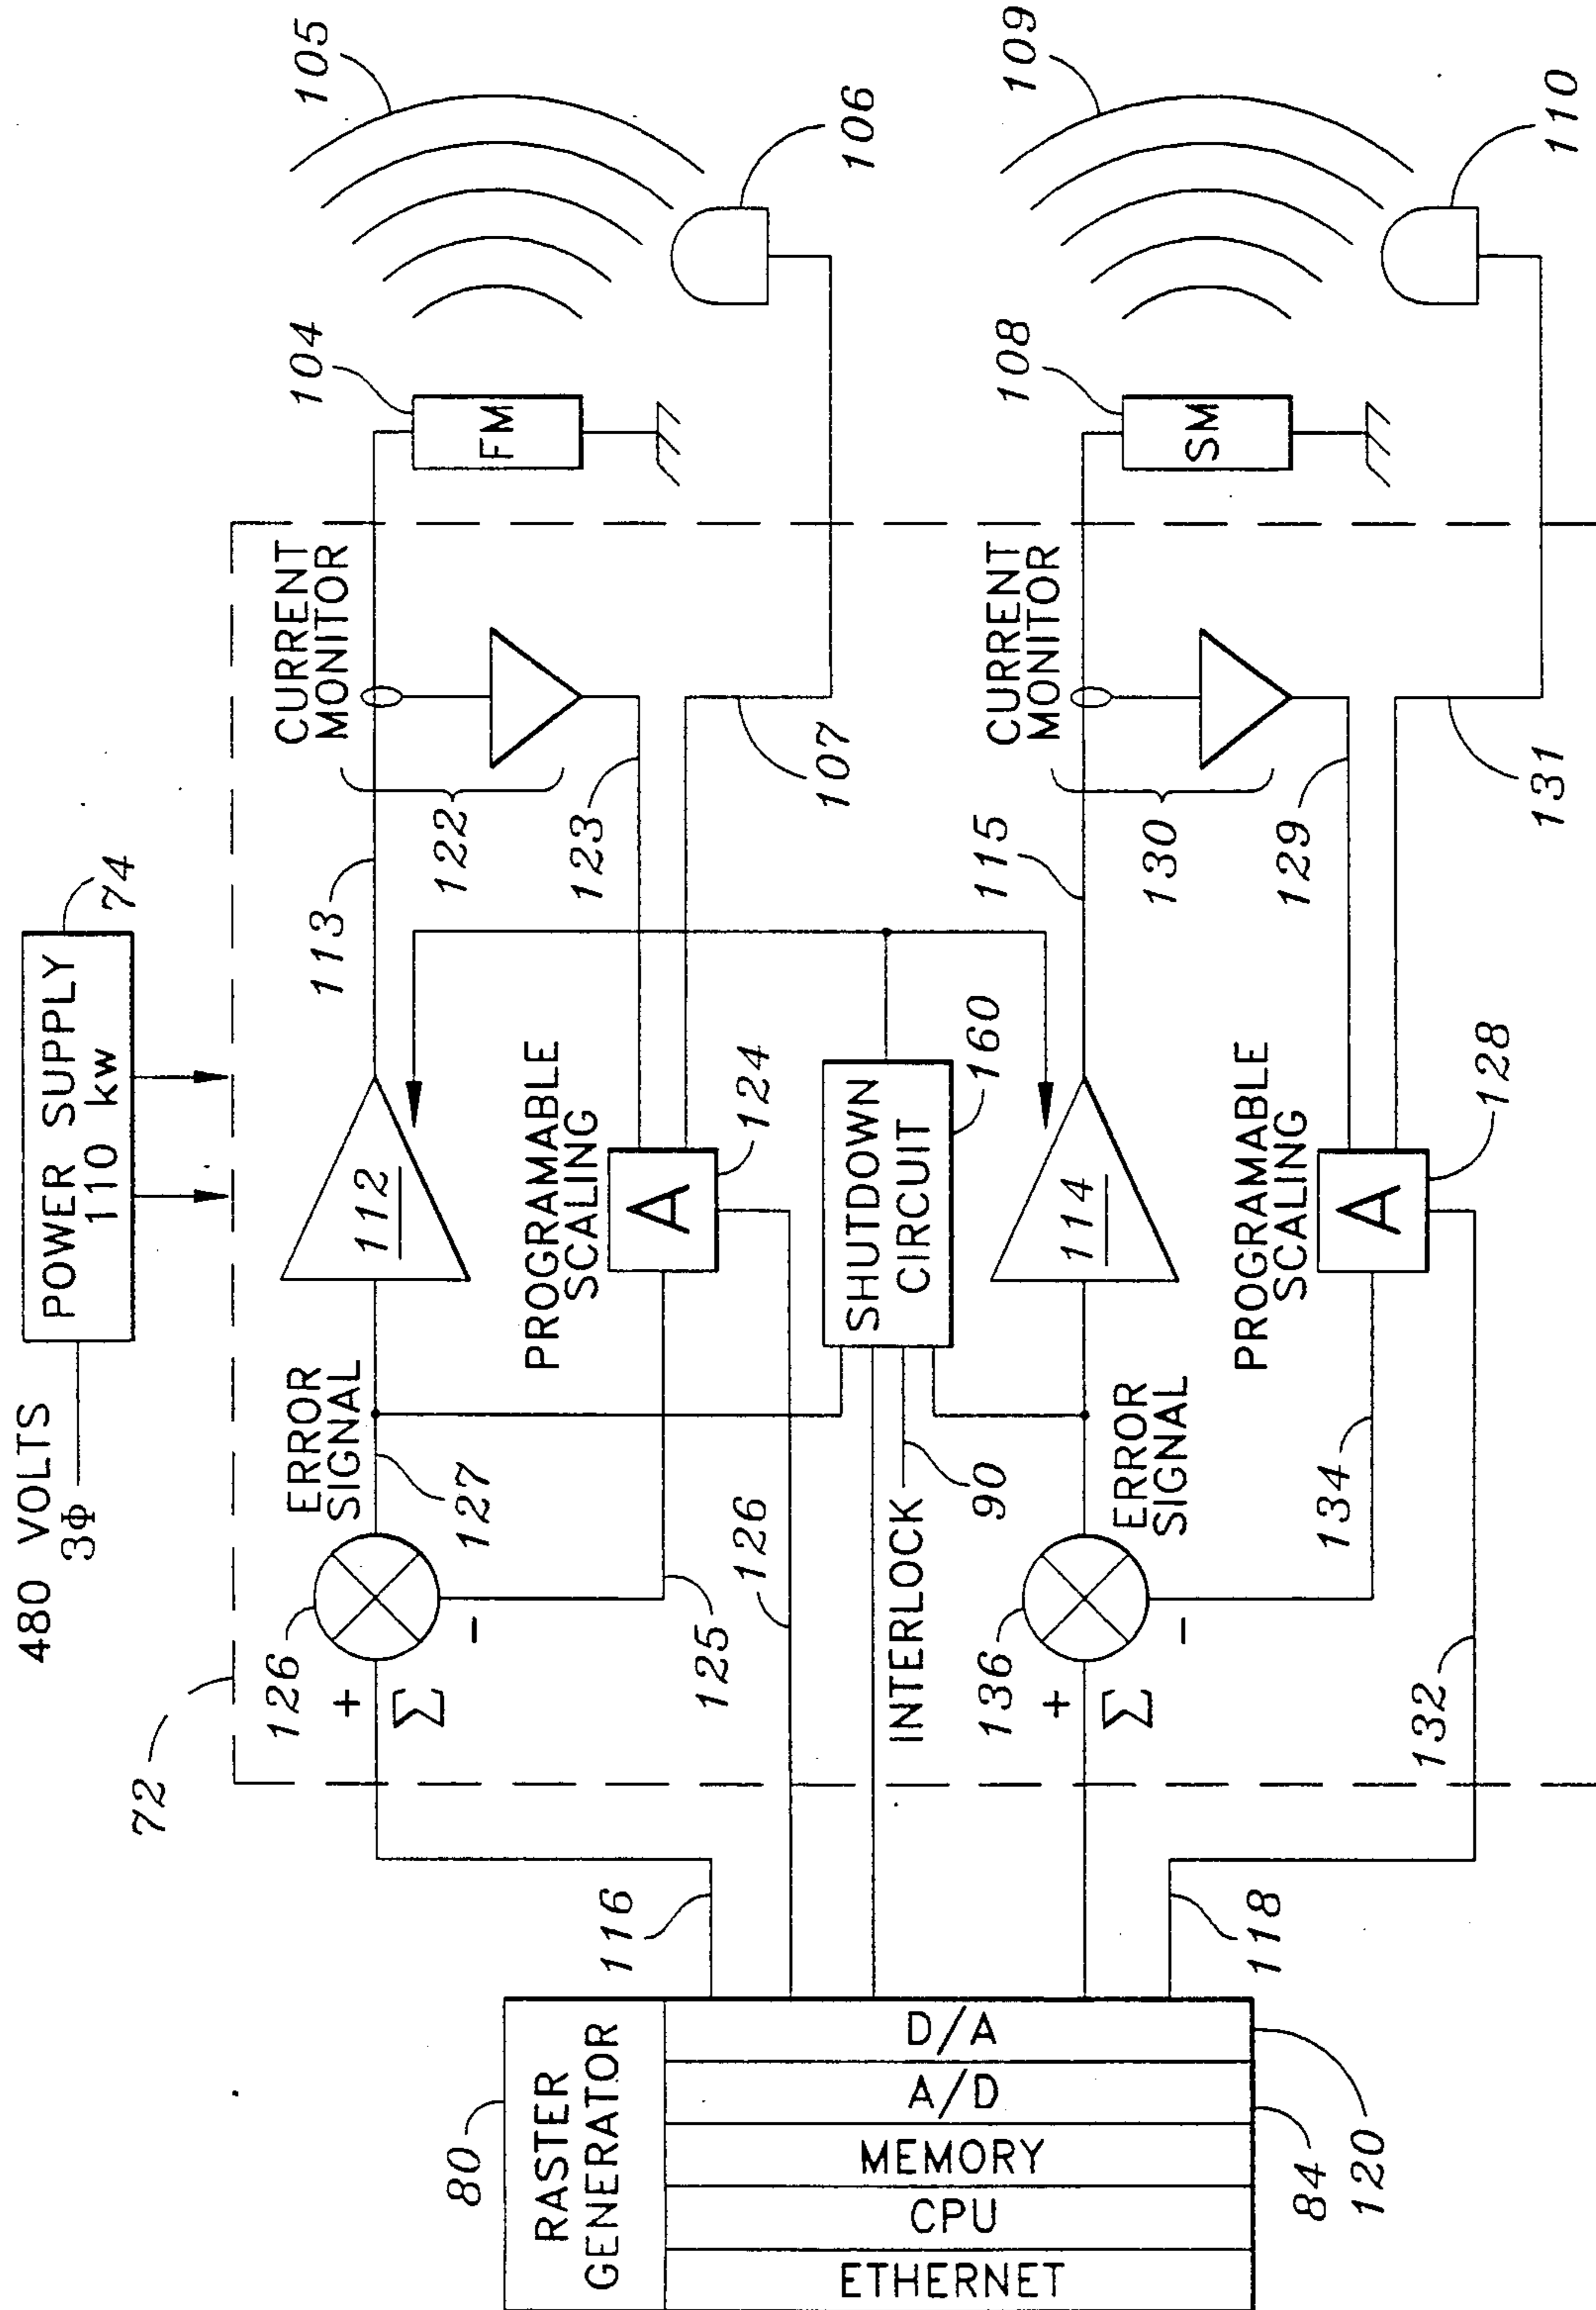 480 VOLTS
3Φ
POWER SUPPLY
110 kw
74
72
126
+
Σ
-
ERROR
SIGNAL
127
112
113
CURRENT
MONITOR
122
123
104
FM
105
106
107
PROGRAMABLE
SCALING
A
124
125
126
116
SHUTDOWN
CIRCUIT
160
INTERLOCK
90
136
+
Σ
-
ERROR
SIGNAL
114
115
CURRENT
MONITOR
130
129
108
SM
109
110
131
PROGRAMABLE
SCALING
A
128
134
132
118
80
RASTER
GENERATOR
ETHERNET
CPU
MEMORY
A/D
D/A
84
120